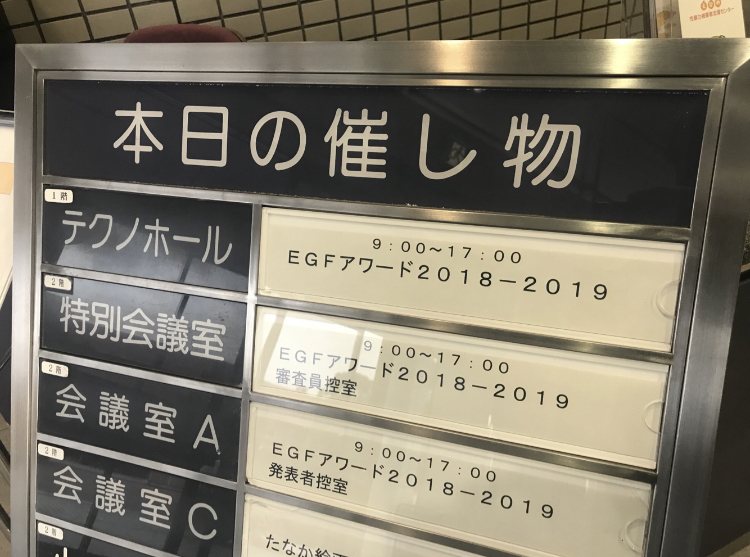 本日の催し物
1階
テクノホール
9:00~17:00
EGFアワード2018-2019
2階
特別会議室
9:00~17:00
EGFアワード2018-2019
審査員控室
2階
会議室A
9:00~17:00
EGFアワード2018-2019
発表者控室
2階
会議室C
たなか絵画
2階